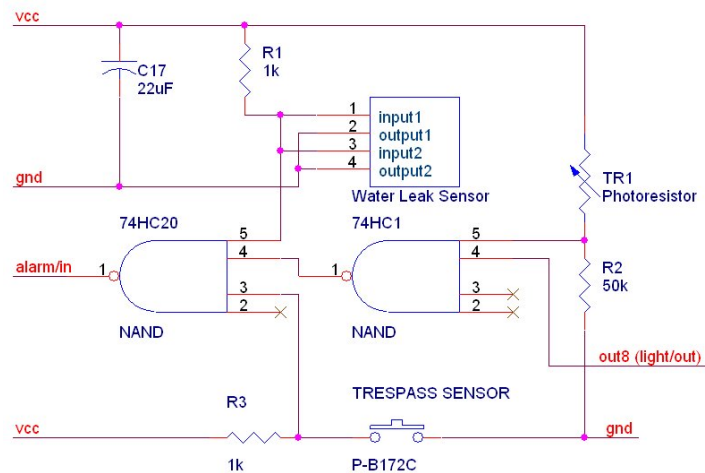 vcc
R1
1k
C17
22uF
1
input1
2
output1
3
input2
4
output2
gnd
TR1
Photoresistor
Water Leak Sensor
74HC20
74HC1
5
5
4
4
alarm/in
1
1
R2
50k
3
3
2
2
NAND
NAND
out8 (light/out)
TRESPASS SENSOR
R3
vcc
gnd
1k
P-B172C